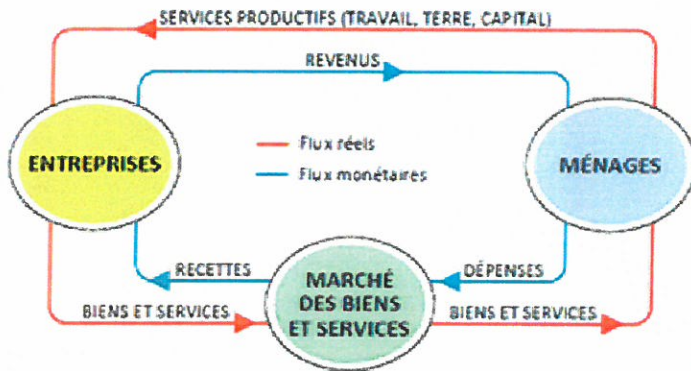 SERVICES PRODUCTIFS (TRAVAIL, TERRE, CAPITAL)
REVENUS
ENTREPRISES
Flux réels
Flux monétaires
MÉNAGES
RECETTES
MARCHÉ
DES BIENS
ET SERVICES
DÉPENSES
BIENS ET SERVICES
BIENS ET SERVICES